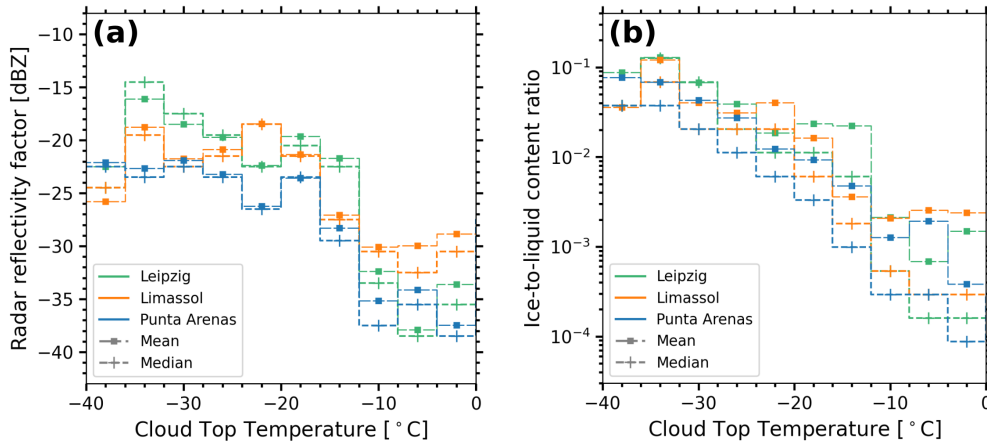 (a)
Radar reflectivity factor [dBZ]
−10
−15
−20
−25
−30
−35
−40
Leipzig
Limassol
Punta Arenas
Mean
Median
−40 −30 −20 −10 0
Cloud Top Temperature [ °C]
(b)
Ice-to-liquid content ratio
10⁻¹
10⁻²
10⁻³
10⁻⁴
Leipzig
Limassol
Punta Arenas
Mean
Median
−40 −30 −20 −10 0
Cloud Top Temperature [ °C]